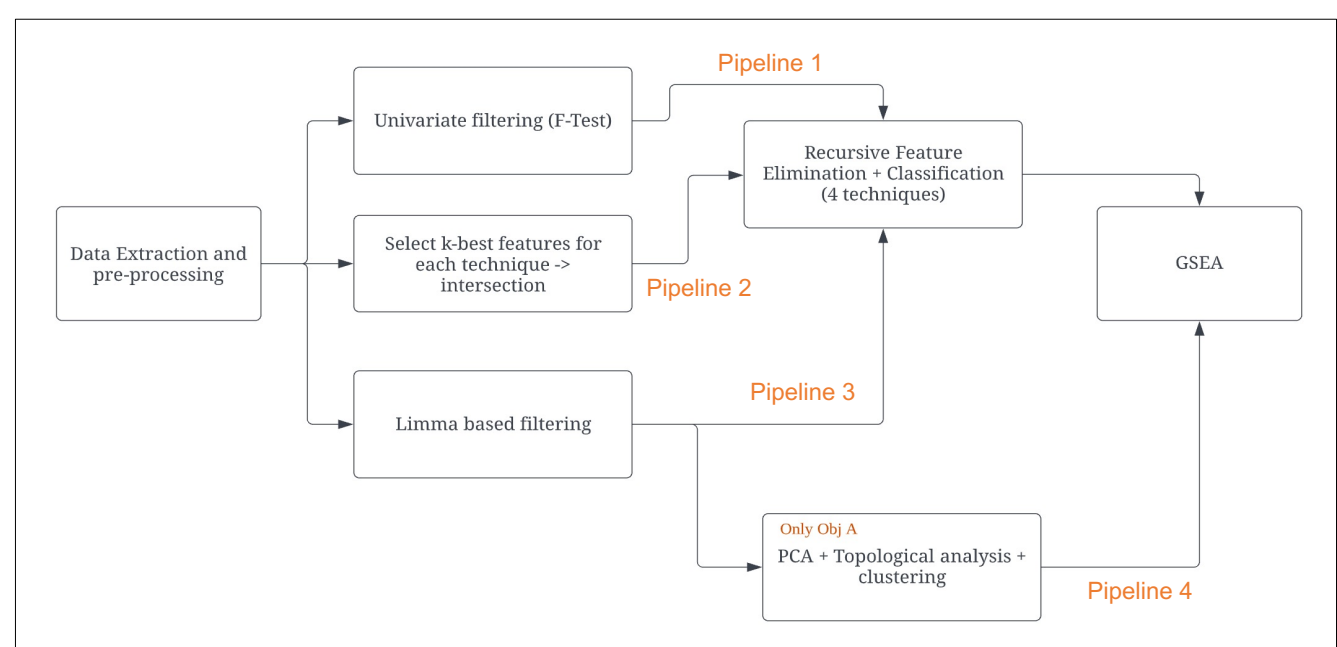 Pipeline 1
Univariate filtering (F-Test)
Recursive Feature
Elimination + Classification
(4 techniques)
Data Extraction and
pre-processing
Select k-best features for
each technique ->
intersection
Pipeline 2
GSEA
Limma based filtering
Pipeline 3
Only Obj A
PCA + Topological analysis +
clustering
Pipeline 4